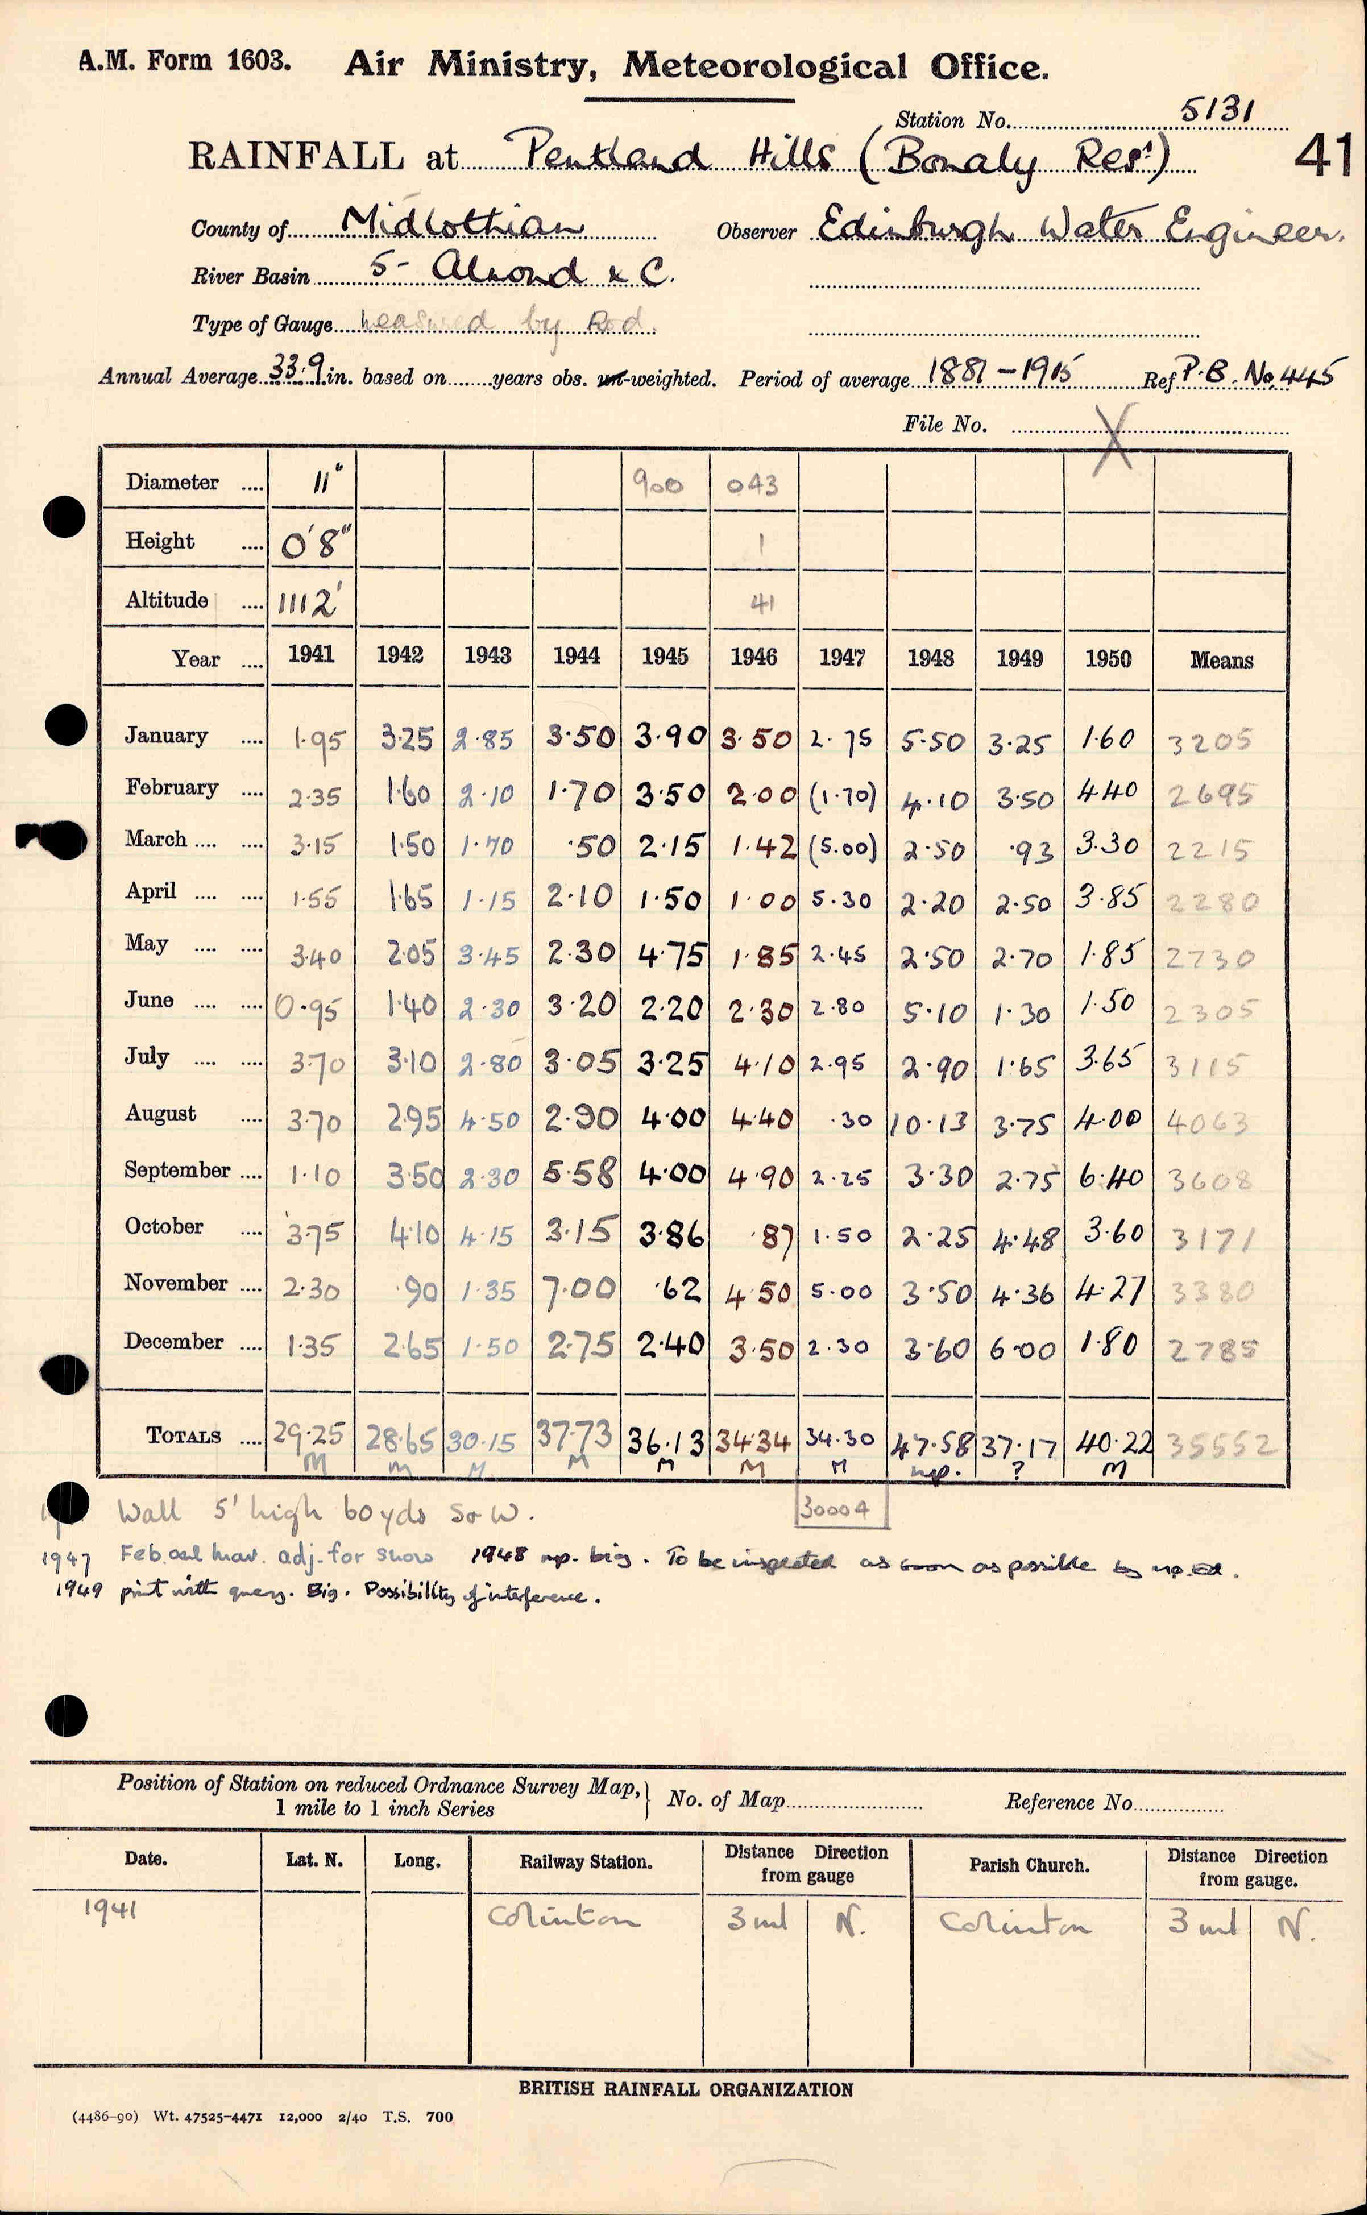 A.M. Form 1603. Air Ministry, Meteorological Office.
Station No. 5131
RAINFALL at Pentland Hills (Bonaly Resr.) 41
County of Midlothian Observer Edinburgh Water Engineer.
River Basin 5- Almond &C.
Type of Gauge measured by Rod.
Annual Average 33.9 in. based on years obs. un-weighted. Period of average 1881-1915 Ref P.B. No. 445
File No. X
Diameter .... 11" 900 043
Height .... 0'8" 1
Altitude .... 1112' 41
Year .... 1941 1942 1943 1944 1945 1946 1947 1948 1949 1950 Means
January .... 1.95 3.25 2.85 3.50 3.90 3.50 2.75 5.50 3.25 1.60 3205
February .... 2.35 1.60 2.10 1.70 3.50 2.00 (1.70) 4.10 3.50 4.40 2695
March .... .... 3.15 1.50 1.70 .50 2.15 1.42 (5.00) 2.50 .93 3.30 2215
April .... .... 1.55 1.65 1.15 2.10 1.50 1.00 5.30 2.20 2.50 3.85 2280
May .... .... 3.40 2.05 3.45 2.30 4.75 1.85 2.45 2.50 2.70 1.85 2730
June .... .... 0.95 1.40 2.30 3.20 2.20 2.30 2.80 5.10 1.30 1.50 2305
July .... .... 3.70 3.10 2.80 3.05 3.25 4.10 2.95 2.90 1.65 3.65 3115
August .... 3.70 2.95 4.50 2.90 4.00 4.40 .30 10.13 3.75 4.00 4063
September .... 1.10 3.50 2.30 5.58 4.00 4.90 2.25 3.30 2.75 6.40 3608
October .... 3.75 4.10 4.15 3.15 3.86 .87 1.50 2.25 4.48 3.60 3171
November .... 2.30 .90 1.35 7.00 .62 4.50 5.00 3.50 4.36 4.27 3380
December .... 1.35 2.65 1.50 2.75 2.40 3.50 2.30 3.60 6.00 1.80 2785
TOTALS .... 29.25 28.65 30.15 37.73 36.13 34.34 34.30 47.58 37.17 40.22 35552
M M M M M M M n.p. ? M
Wall 5' high 60 yds S & W. 30004
1947 Feb and Mar. adj. for snow 1948 n.p. big. To be inspected as soon as possible by
1949 print with query. Big. Possibility of interference.
Position of Station on reduced Ordnance Survey Map, } No. of Map Reference No.
1 mile to 1 inch Series
Date. Lat. N. Long. Railway Station. Distance Direction from gauge Parish Church. Distance Direction from gauge.
1941 Colinton 3 ml N. Colinton 3 ml N.
BRITISH RAINFALL ORGANIZATION
(4486-90) Wt. 47525-4471 12,000 2/40 T.S. 700